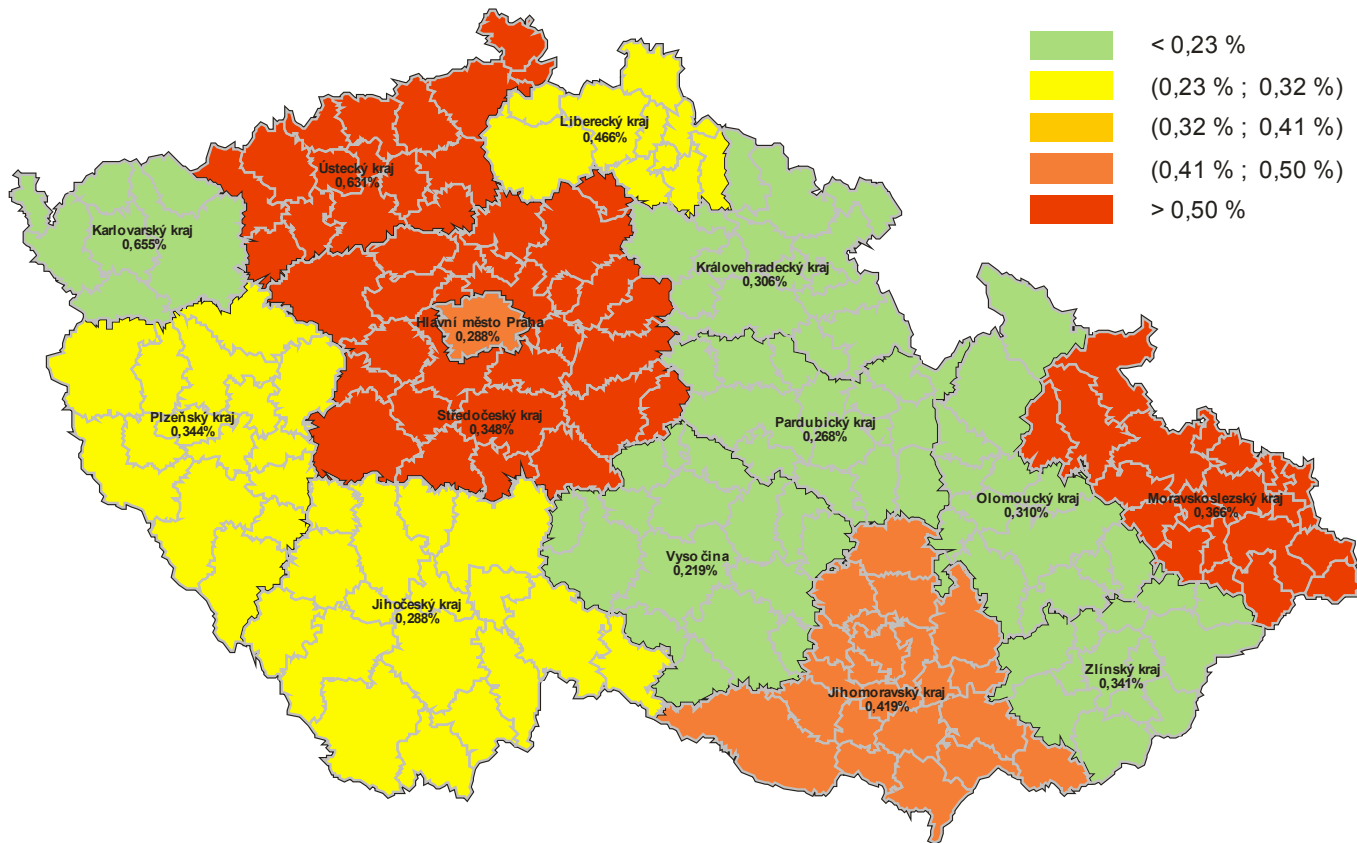 < 0,23 %
(0,23 % ; 0,32 %)
(0,32 % ; 0,41 %)
(0,41 % ; 0,50 %)
> 0,50 %
Liberecký kraj
0,466%
Ústecký kraj
0,631%
Karlovarský kraj
0,655%
Královehradecký kraj
0,306%
Hlavní město Praha
0,288%
Plzeňský kraj
0,344%
Středočeský kraj
0,348%
Pardubický kraj
0,268%
Olomoucký kraj
0,310%
Moravskoslezský kraj
0,366%
Vysočina
0,219%
Jihočeský kraj
0,288%
Zlínský kraj
0,341%
Jihomoravský kraj
0,419%